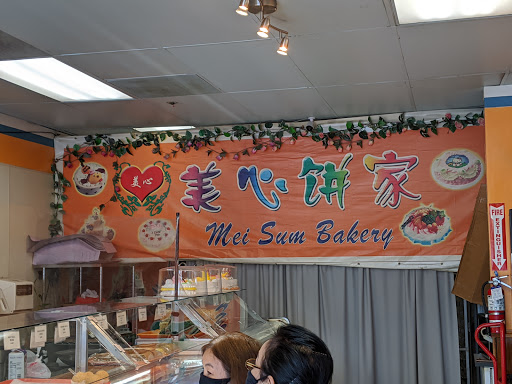 美心
美心饼家
Mei Sum Bakery
FIRE
EXTINGUISHER